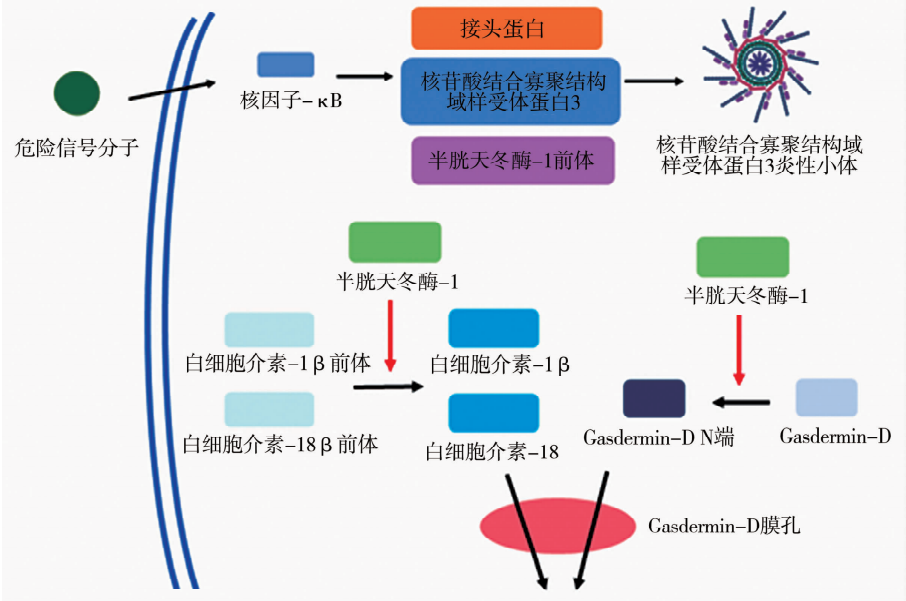 接头蛋白
核因子-κB
核苷酸结合寡聚结构
域样受体蛋白3
危险信号分子
半胱天冬酶-1前体
核苷酸结合寡聚结构域
样受体蛋白3炎性小体
半胱天冬酶-1
半胱天冬酶-1
白细胞介素-1β前体
白细胞介素-1β
白细胞介素-18β前体
白细胞介素-18
Gasdermin-D N端
Gasdermin-D
Gasdermin-D膜孔